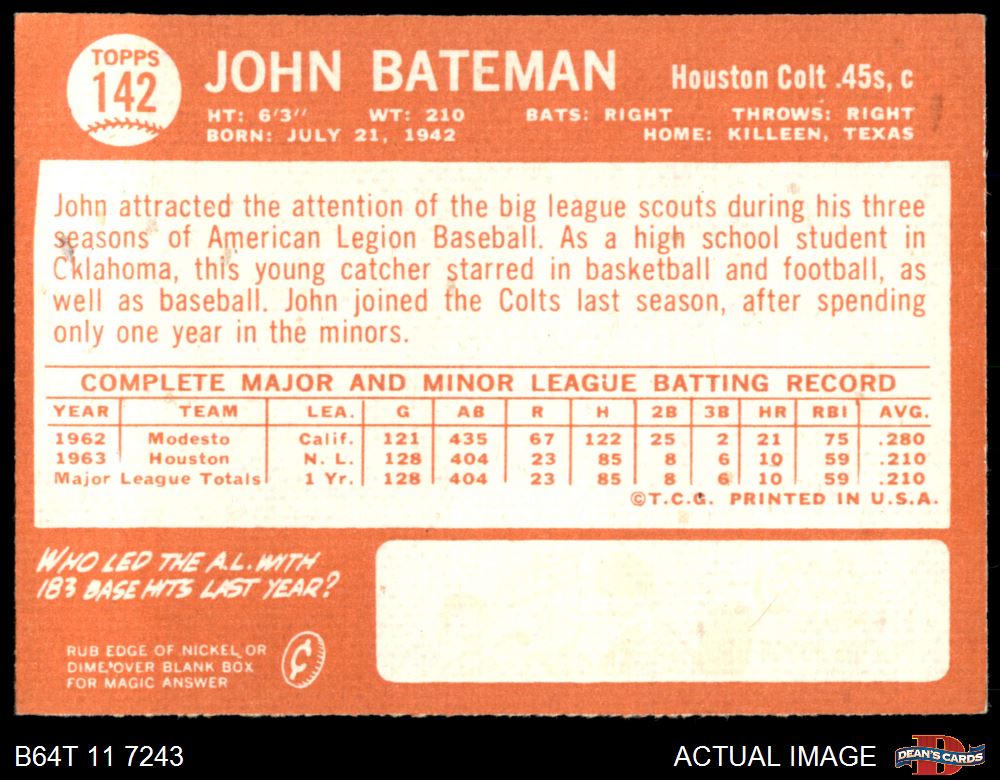 TOPPS
142
JOHN BATEMAN Houston Colt .45s, c
HT: 6'3" WT: 210 BATS: RIGHT THROWS: RIGHT
BORN: JULY 21, 1942 HOME: KILLEEN, TEXAS
John attracted the attention of the big league scouts during his three
seasons of American Legion Baseball. As a high school student in
Oklahoma, this young catcher starred in basketball and football, as
well as baseball. John joined the Colts last season, after spending
only one year in the minors.
COMPLETE MAJOR AND MINOR LEAGUE BATTING RECORD
YEAR TEAM LEA. G AB R H 2B 3B HR RBI AVG.
1962 Modesto Calif. 121 435 67 122 25 2 21 75 .280
1963 Houston N. L. 128 404 23 85 8 6 10 59 .210
Major League Totals 1 Yr. 128 404 23 85 8 6 10 59 .210
©T.C.G. PRINTED IN U.S.A.
WHO LED THE A.L. WITH
183 BASE HITS LAST YEAR?
RUB EDGE OF NICKEL OR
DIME OVER BLANK BOX
FOR MAGIC ANSWER
¢
B64T 11 7243 ACTUAL IMAGE
D
DEAN'S CARDS